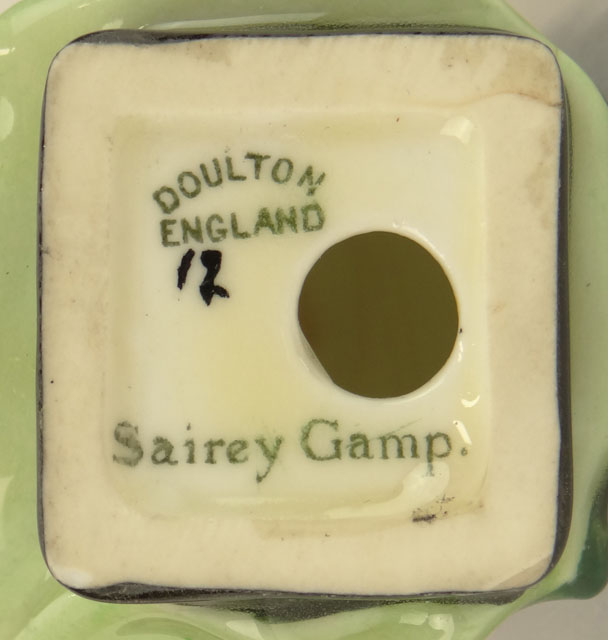 DOULTON
ENGLAND
12
Sairey Gamp.